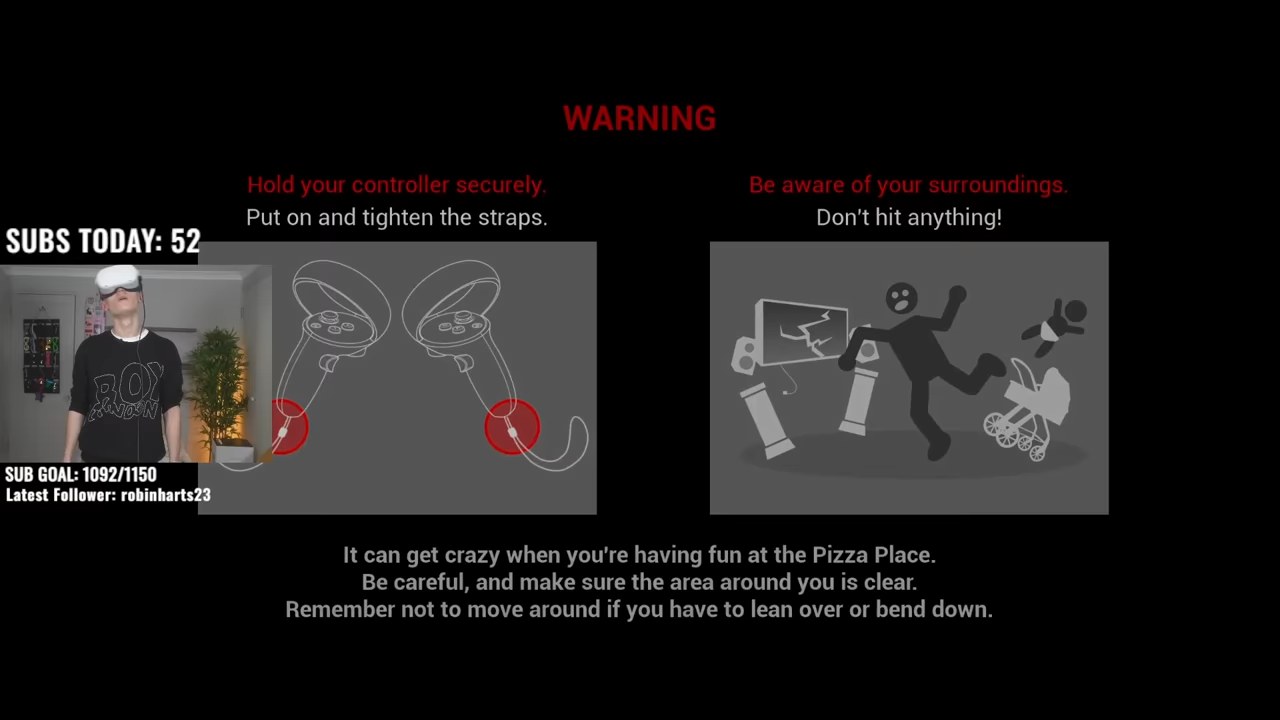 WARNING
Hold your controller securely.
Put on and tighten the straps.
Be aware of your surroundings.
Don't hit anything!
SUBS TODAY: 52
BOY
LONDON
SUB GOAL: 1092/1150
Latest Follower: robinharts23
It can get crazy when you're having fun at the Pizza Place.
Be careful, and make sure the area around you is clear.
Remember not to move around if you have to lean over or bend down.